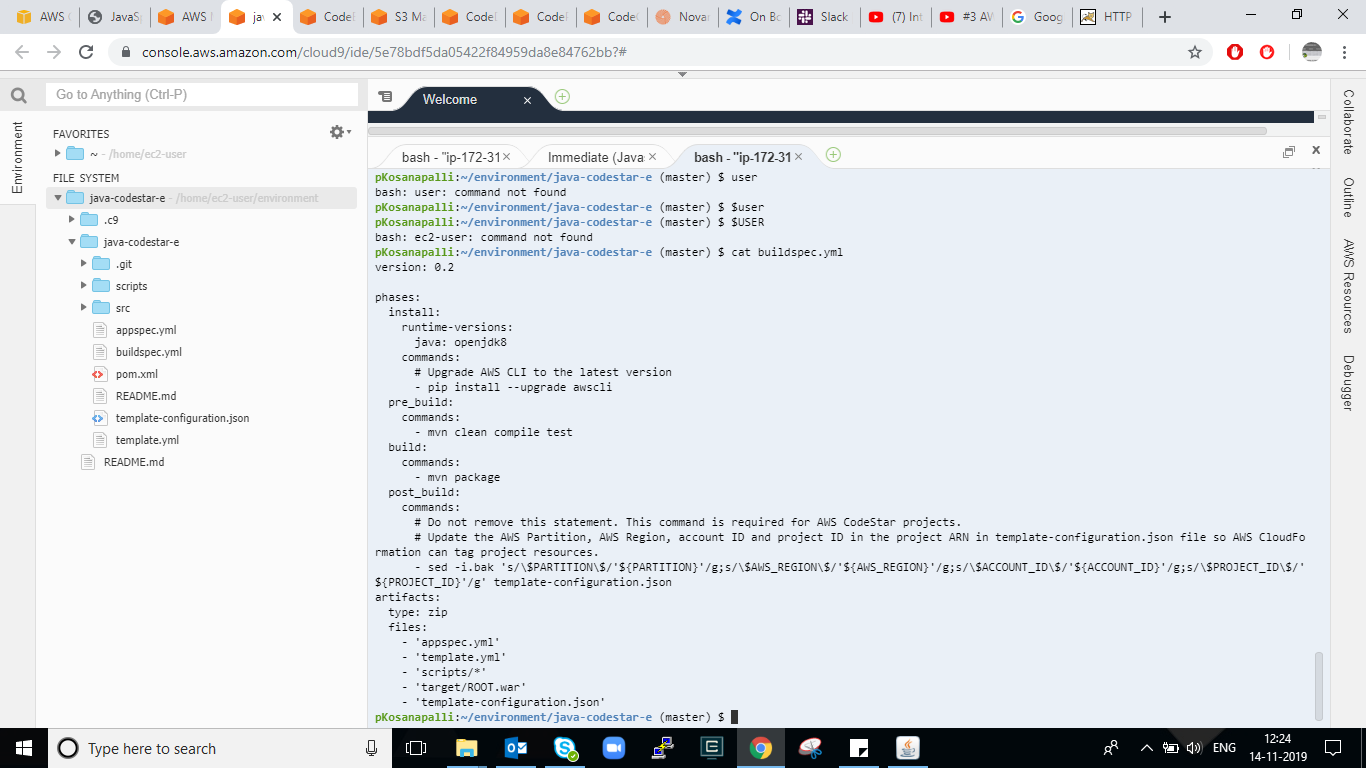 AWS
JavaS
AWS
CodeB
S3 Ma
CodeD
CodeP
CodeC
Novar
On Bo
Slack
(7) Int
#3 AW
Goog
HTTP
console.aws.amazon.com/cloud9/ide/5e78bdf5da05422f84959da8e84762bb?#
Go to Anything (Ctrl-P)
Welcome
Collaborate
Outline
AWS Resources
Debugger
Environment
FAVORITES
~ - /home/ec2-user
FILE SYSTEM
java-codestar-e - /home/ec2-user/environment
.c9
java-codestar-e
.git
scripts
src
appspec.yml
buildspec.yml
pom.xml
README.md
template-configuration.json
template.yml
README.md
bash - "ip-172-31
Immediate (Java
bash - "ip-172-31
pKosanapalli:~/environment/java-codestar-e (master) $ user
bash: user: command not found
pKosanapalli:~/environment/java-codestar-e (master) $ $user
pKosanapalli:~/environment/java-codestar-e (master) $ $USER
bash: ec2-user: command not found
pKosanapalli:~/environment/java-codestar-e (master) $ cat buildspec.yml
version: 0.2
phases:
install:
runtime-versions:
java: openjdk8
commands:
# Upgrade AWS CLI to the latest version
- pip install --upgrade awscli
pre_build:
commands:
- mvn clean compile test
build:
commands:
- mvn package
post_build:
commands:
# Do not remove this statement. This command is required for AWS CodeStar projects.
# Update the AWS Partition, AWS Region, account ID and project ID in the project ARN in template-configuration.json file so AWS CloudFo
rmation can tag project resources.
- sed -i.bak 's/\$PARTITION\$/'${PARTITION}'/g;s/\$AWS_REGION\$/'${AWS_REGION}'/g;s/\$ACCOUNT_ID\$/'${ACCOUNT_ID}'/g;s/\$PROJECT_ID\$/'
${PROJECT_ID}'/g' template-configuration.json
artifacts:
type: zip
files:
- 'appspec.yml'
- 'template.yml'
- 'scripts/*'
- 'target/ROOT.war'
- 'template-configuration.json'
pKosanapalli:~/environment/java-codestar-e (master) $
Type here to search
ENG
12:24
14-11-2019